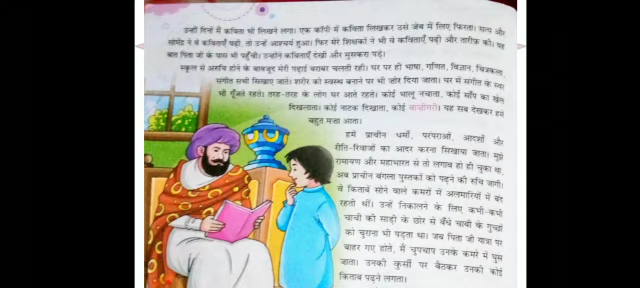 उन्हीं दिनों में कविता भी लिखने लगा। एक कॉपी में कविता लिखकर उसे जेब में लिए फिरता। सत्य और
सोमेंद्र ने वे कविताएँ पढ़ीं, तो उन्हें आश्चर्य हुआ। फिर मेरे शिक्षकों ने भी वे कविताएँ पढ़ीं और तारीफ़ की। यह
बात पिता जी के पास भी पहुँची। उन्होंने कविताएँ देखीं और मुसकरा पड़े।
स्कूल से अरुचि होने के बावजूद मेरी पढ़ाई बराबर चलती रही। घर पर ही भाषा, गणित, विज्ञान, चित्रकला,
संगीत सभी सिखाए जाते। शरीर को स्वस्थ बनाने पर भी ज़ोर दिया जाता। घर में संगीत के स्वर
भी गूँजते रहते। तरह-तरह के लोग घर आते रहते। कोई भालू नचाता, कोई साँप का खेल
दिखलाता। कोई नाटक दिखाता, कोई बाज़ीगरी। यह सब देखकर हमें
बहुत मज़ा आता।
हमें प्राचीन धर्मों, परंपराओं, आदर्शों और
रीति-रिवाजों का आदर करना सिखाया जाता। मुझे
रामायण और महाभारत से तो लगाव हो ही चुका था,
अब प्राचीन बंगला पुस्तकों को पढ़ने की रुचि जागी।
वे किताबें सोने वाले कमरों में अलमारियों में बंद
रहती थीं। उन्हें निकालने के लिए कभी-कभी
चाची की साड़ी के छोर से बँधे चाबी के गुच्छों
को चुराना भी पड़ता था। जब पिता जी यात्रा पर
बाहर गए होते, मैं चुपचाप उनके कमरे में घुस
जाता। उनकी कुर्सी पर बैठकर उनकी कोई
किताब पढ़ने लगता।